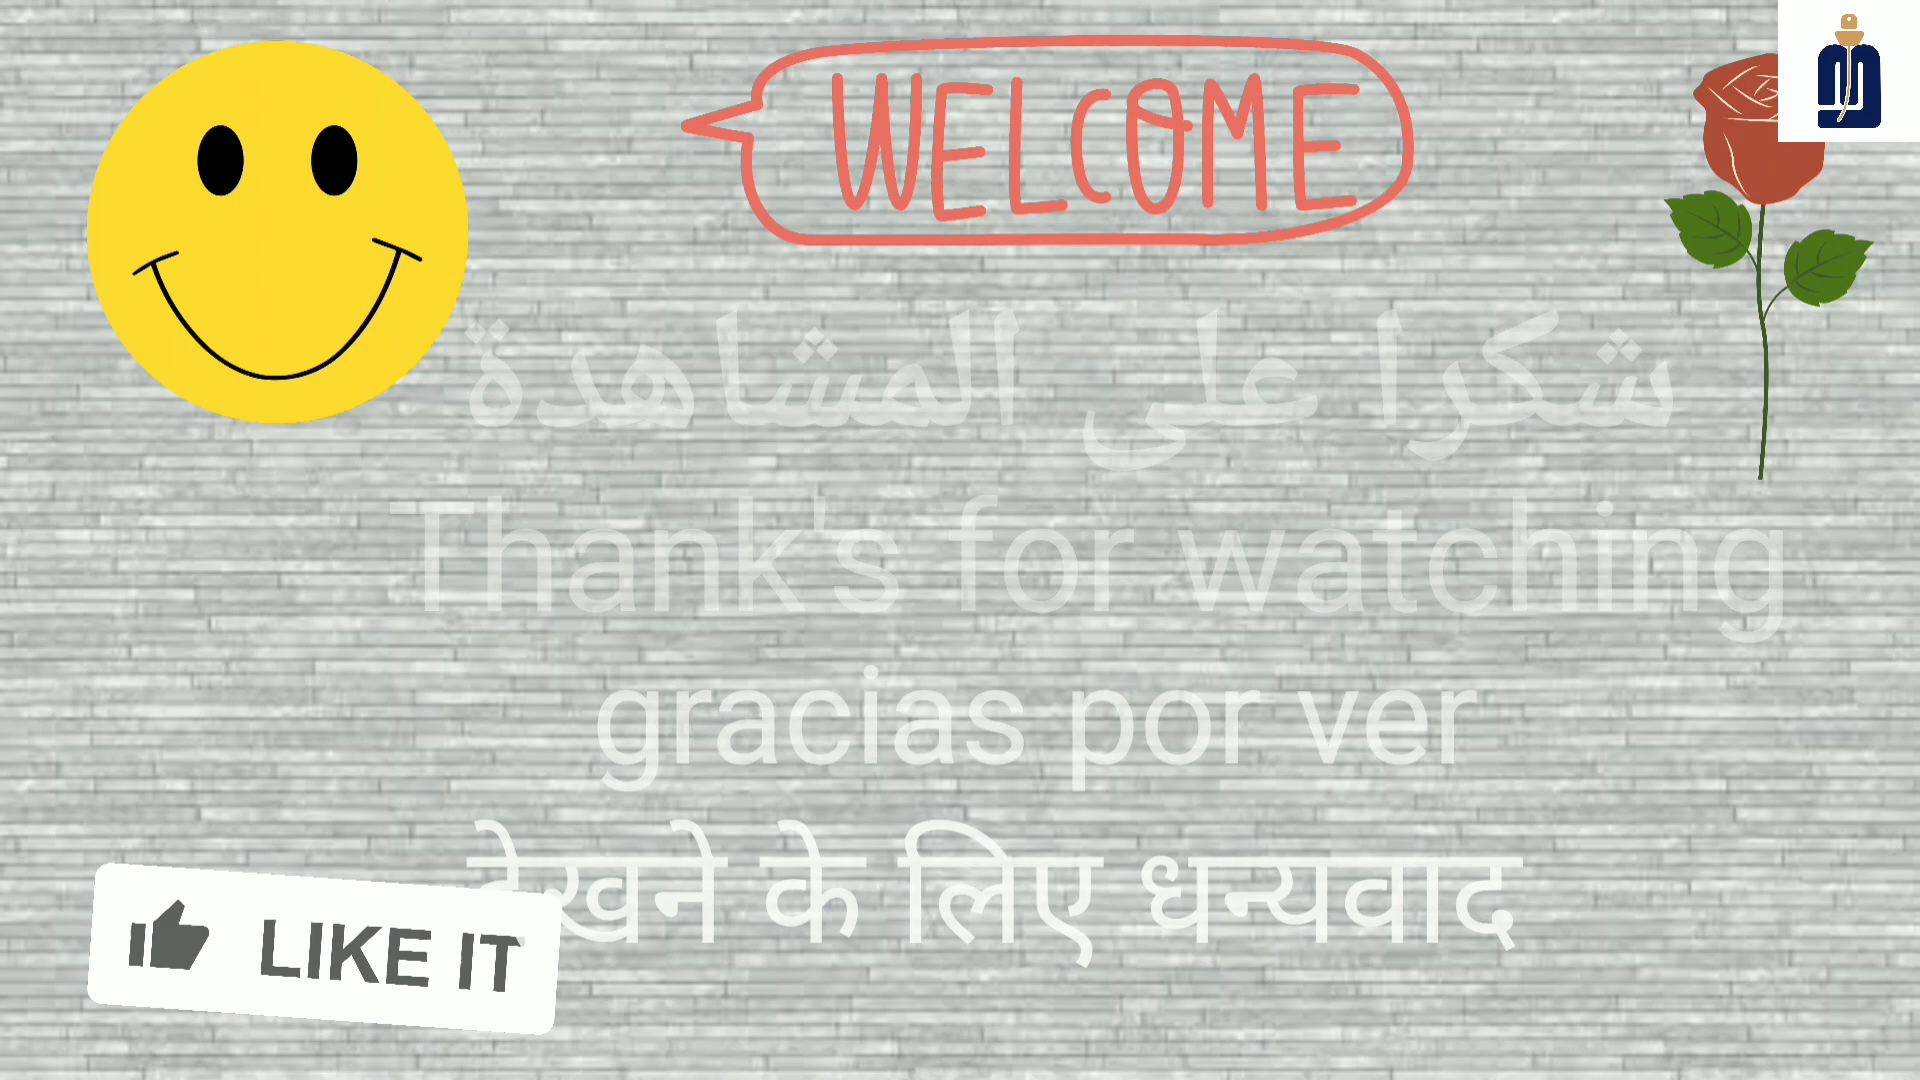 WELCOME
شكرا على المشاهدة
Thank's for watching
gracias por ver
देखने के लिए धन्यवाद
LIKE IT